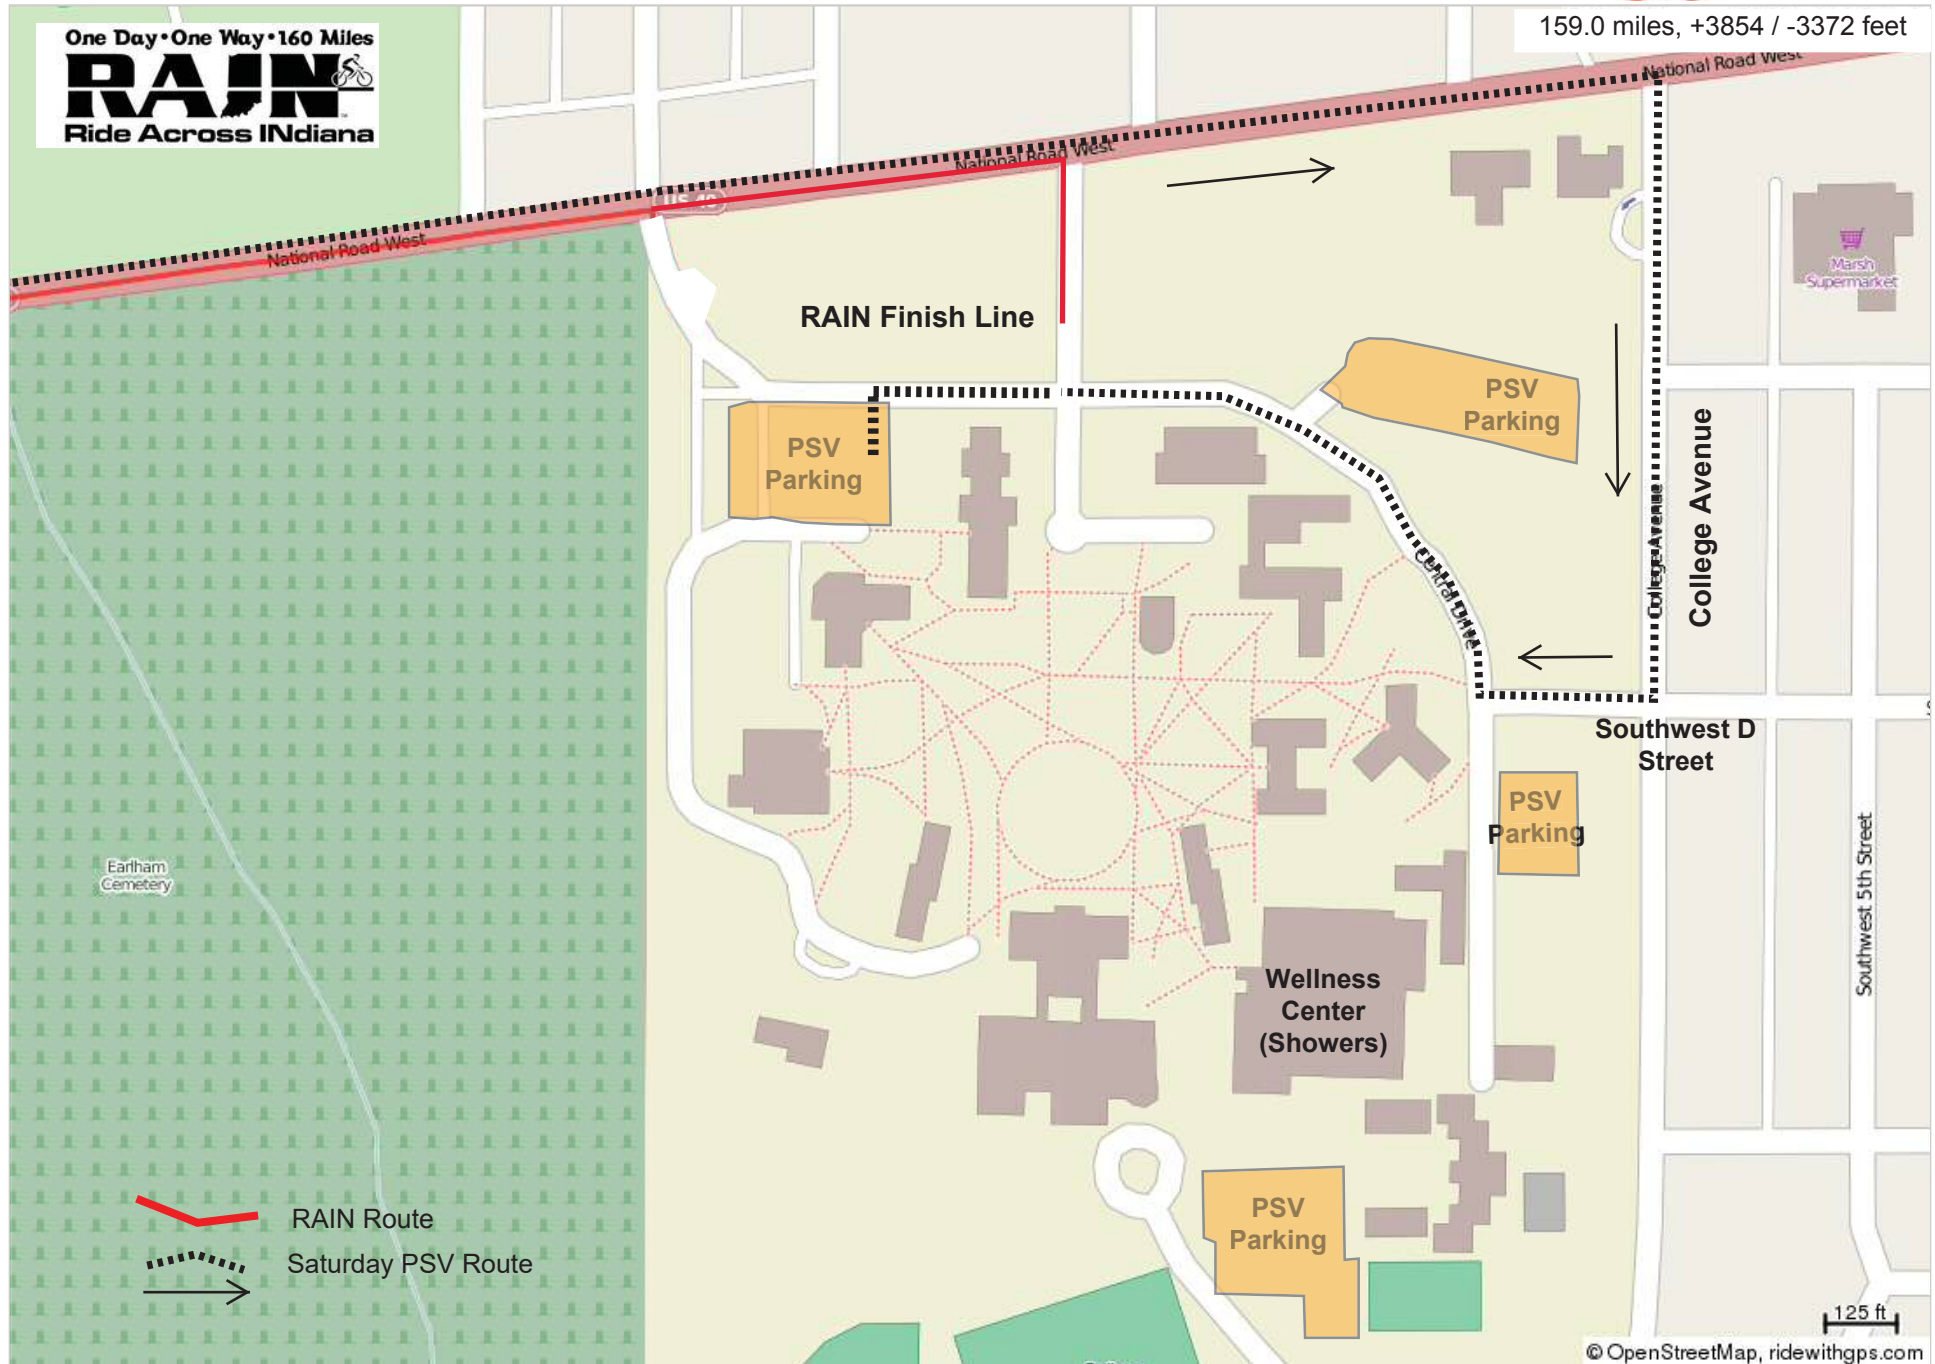 One Day•One Way•160 Miles
RAIN
Ride Across INdiana
159.0 miles, +3854 / -3372 feet
National Road West
National Road West
US 40
National Road West
Marsh
Supermarket
RAIN Finish Line
PSV
Parking
PSV
Parking
College Avenue
College Avenue
Central Drive
Southwest D
Street
PSV
Parking
Southwest 5th Street
Earlham
Cemetery
Wellness
Center
(Showers)
PSV
Parking
RAIN Route
Saturday PSV Route
125 ft
© OpenStreetMap, ridewithgps.com